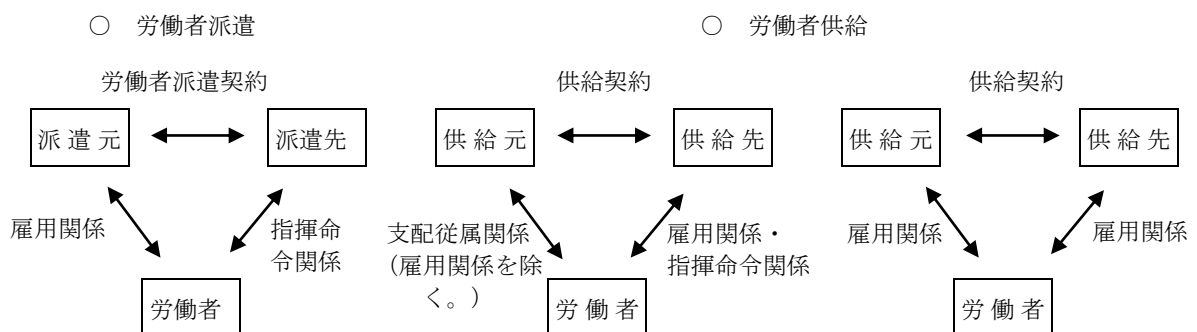 ○ 労働者派遣
○ 労働者供給
労働者派遣契約
供給契約
供給契約
派遣元
派遣先
供給元
供給先
供給元
供給先
雇用関係
指揮命
令関係
支配従属関係
(雇用関係を除
く。)
雇用関係・
指揮命令関係
雇用関係
雇用関係
労働者
労働者
労働者